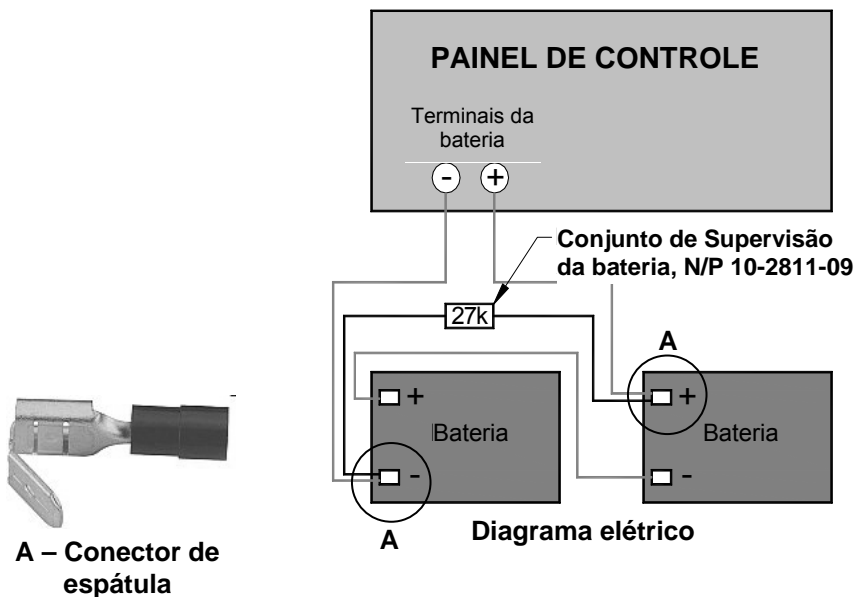 PAINEL DE CONTROLE
Terminais da
bateria
- +
Conjunto de Supervisão
da bateria, N/P 10-2811-09
27k
A
+
Bateria
-
+
Bateria
-
A
Diagrama elétrico
A – Conector de
espátula